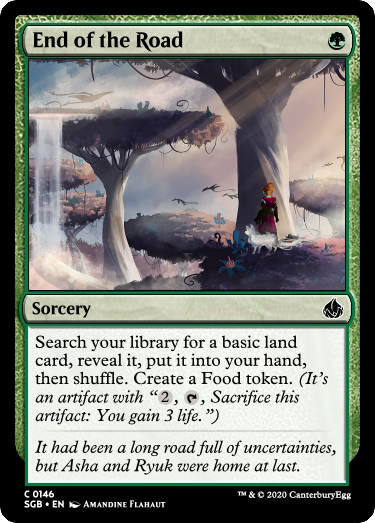 End of the Road
Sorcery
Search your library for a basic land
card, reveal it, put it into your hand,
then shuffle. Create a Food token. (It's
an artifact with “2, , Sacrifice this
artifact: You gain 3 life.”)
It had been a long road full of uncertainties,
but Asha and Ryuk were home at last.
C 0146
SGB • EN AMANDINE FLAHAUT
™ & © 2020 CanterburyEgg